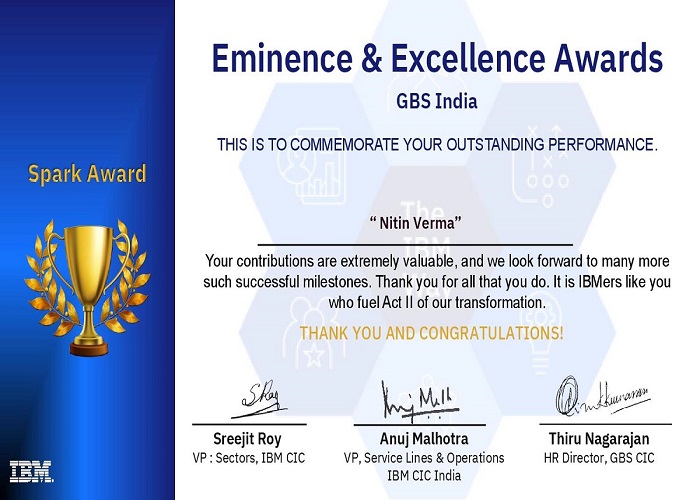 Eminence & Excellence Awards
GBS India
THIS IS TO COMMEMORATE YOUR OUTSTANDING PERFORMANCE.
Spark Award
“ Nitin Verma”
The
IBM
Your contributions are extremely valuable, and we look forward to many more
such successful milestones. Thank you for all that you do. It is IBMers like you
who fuel Act II of our transformation.
THANK YOU AND CONGRATULATIONS!
SRay
Anuj Malh
Sreejit Roy
VP : Sectors, IBM CIC
Anuj Malhotra
VP, Service Lines & Operations
IBM CIC India
Thiru Nagarajan
HR Director, GBS CIC
IBM